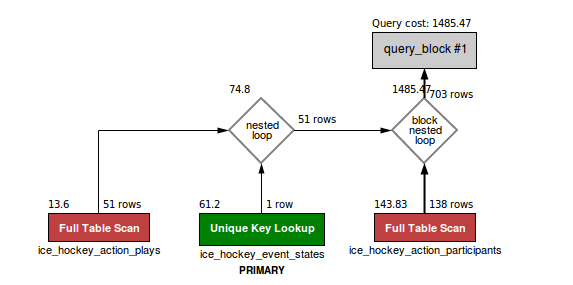 Query cost: 1485.47
query_block #1
74.8
1485.47
703 rows
nested
loop
51 rows
block
nested
loop
13.6
51 rows
61.2
1 row
143.83
138 rows
Full Table Scan
Unique Key Lookup
Full Table Scan
ice_hockey_action_plays
ice_hockey_event_states
ice_hockey_action_participants
PRIMARY